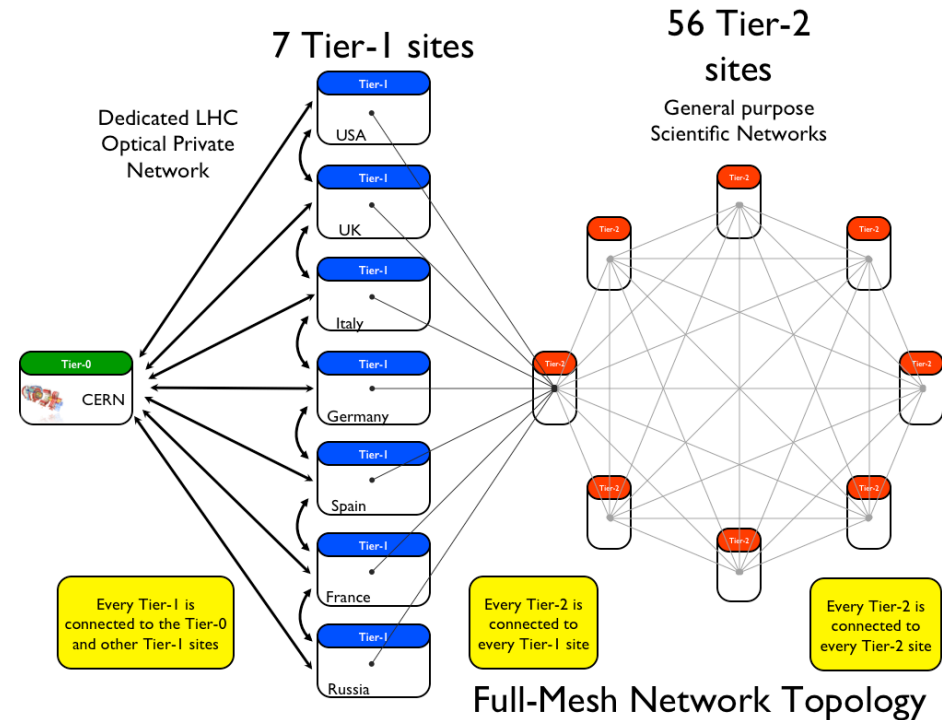 7 Tier-1 sites
56 Tier-2
sites
General purpose
Scientific Networks
Dedicated LHC
Optical Private
Network
Tier-1
USA
Tier-1
UK
Tier-1
Italy
Tier-1
Germany
Tier-1
Spain
Tier-1
France
Tier-1
Russia
Tier-0
CERN
Tier-2
Tier-2
Tier-2
Tier-2
Tier-2
Tier-2
Tier-2
Tier-2
Every Tier-1 is
connected to the Tier-0
and other Tier-1 sites
Every Tier-2 is
connected to
every Tier-1 site
Every Tier-2 is
connected to
every Tier-2 site
Full-Mesh Network Topology